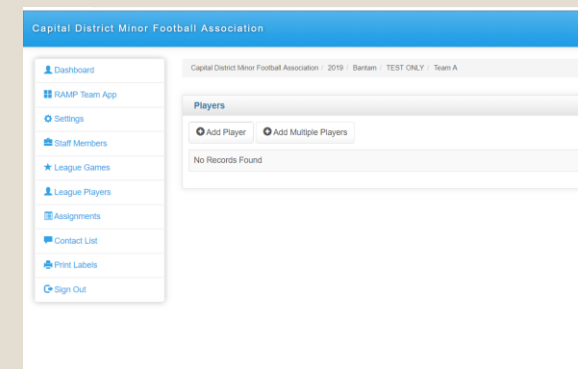 Capital District Minor Football Association
Dashboard
RAMP Team App
Settings
Staff Members
League Games
League Players
Assignments
Contact List
Print Labels
Sign Out
Capital District Minor Football Association / 2019 / Bantam / TEST ONLY / Team A
Players
Add Player Add Multiple Players
No Records Found